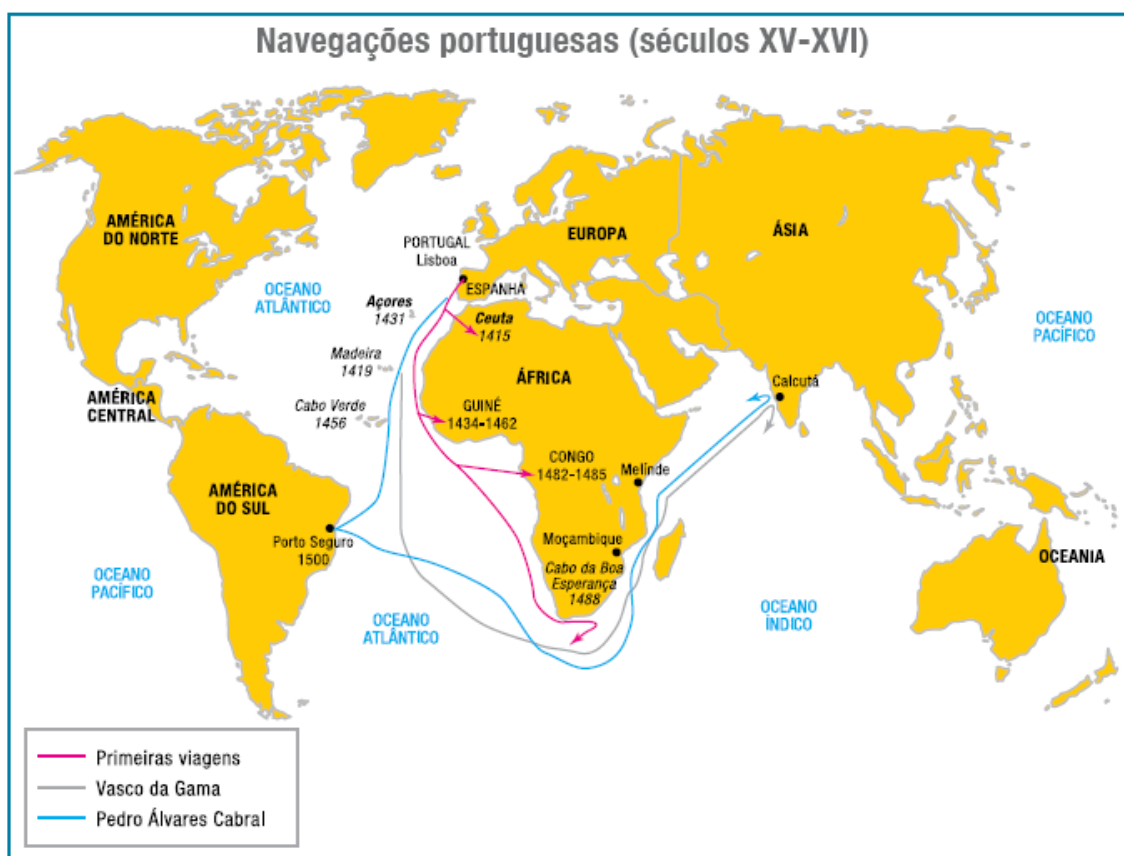 Navegações portuguesas (séculos XV-XVI)
AMÉRICA
DO NORTE
EUROPA
ÁSIA
PORTUGAL
Lisboa
ESPANHA
OCEANO
ATLÂNTICO
Açores
1431
Ceuta
1415
OCEANO
PACÍFICO
Madeira
1419
ÁFRICA
Calcutá
AMÉRICA
CENTRAL
Cabo Verde
1456
GUINÉ
1434-1462
CONGO
1482-1485
Melinde
AMÉRICA
DO SUL
Porto Seguro
1500
Moçambique
Cabo da Boa
Esperança
1488
OCEANIA
OCEANO
PACÍFICO
OCEANO
ATLÂNTICO
OCEANO
ÍNDICO
Primeiras viagens
Vasco da Gama
Pedro Álvares Cabral